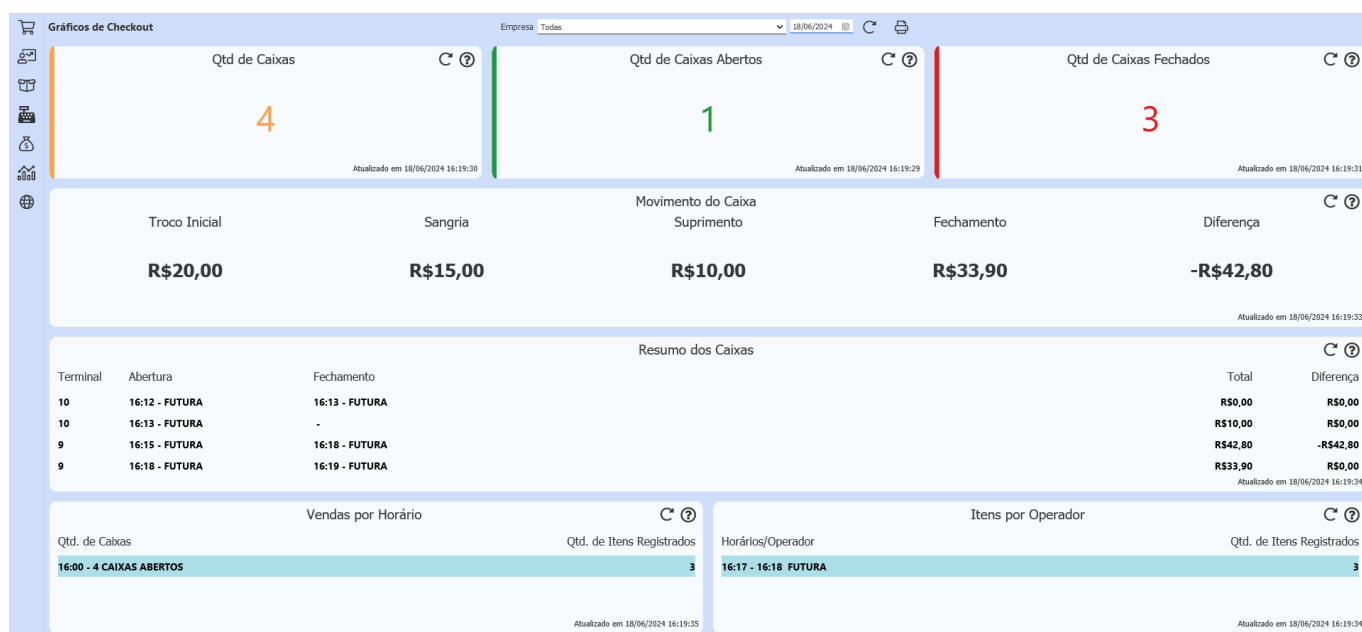 Gráficos de Checkout Empresa Todas 18/06/2024
Qtd de Caixas
4
Atualizado em 18/06/2024 16:19:30
Qtd de Caixas Abertos
1
Atualizado em 18/06/2024 16:19:29
Qtd de Caixas Fechados
3
Atualizado em 18/06/2024 16:19:31
Movimento do Caixa
Troco Inicial Sangria Suprimento Fechamento Diferença
R$20,00 R$15,00 R$10,00 R$33,90 -R$42,80
Atualizado em 18/06/2024 16:19:33
Resumo dos Caixas
Terminal Abertura Fechamento Total Diferença
10 16:12 - FUTURA 16:13 - FUTURA R$0,00 R$0,00
10 16:13 - FUTURA - R$10,00 R$0,00
9 16:15 - FUTURA 16:18 - FUTURA R$42,80 -R$42,80
9 16:18 - FUTURA 16:19 - FUTURA R$33,90 R$0,00
Atualizado em 18/06/2024 16:19:34
Vendas por Horário
Qtd. de Caixas Qtd. de Itens Registrados
16:00 - 4 CAIXAS ABERTOS 3
Atualizado em 18/06/2024 16:19:35
Itens por Operador
Horários/Operador Qtd. de Itens Registrados
16:17 - 16:18 FUTURA 3
Atualizado em 18/06/2024 16:19:34